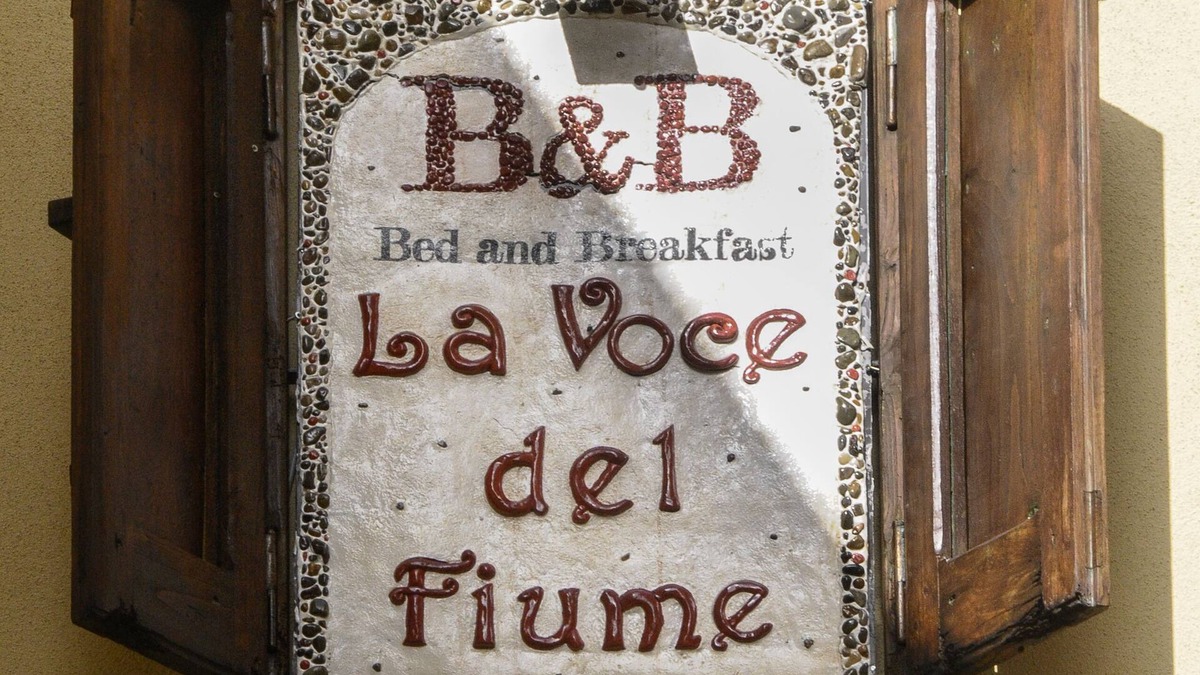 B&B
Bed and Breakfast
La Voce
del
Fiume